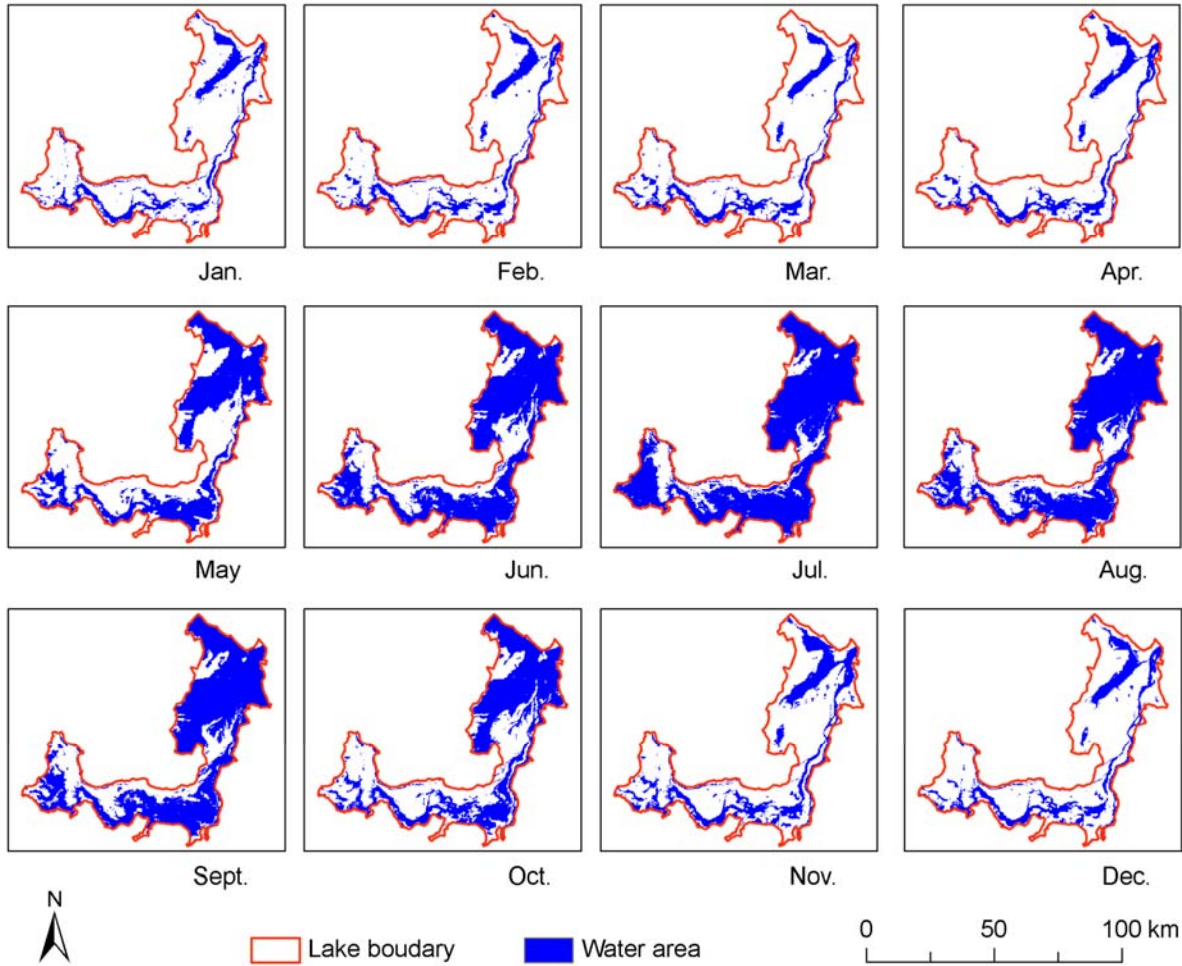 Jan.
Feb.
Mar.
Apr.
May
Jun.
Jul.
Aug.
Sept.
Oct.
Nov.
Dec.
N
Lake boudary
Water area
0 50 100 km